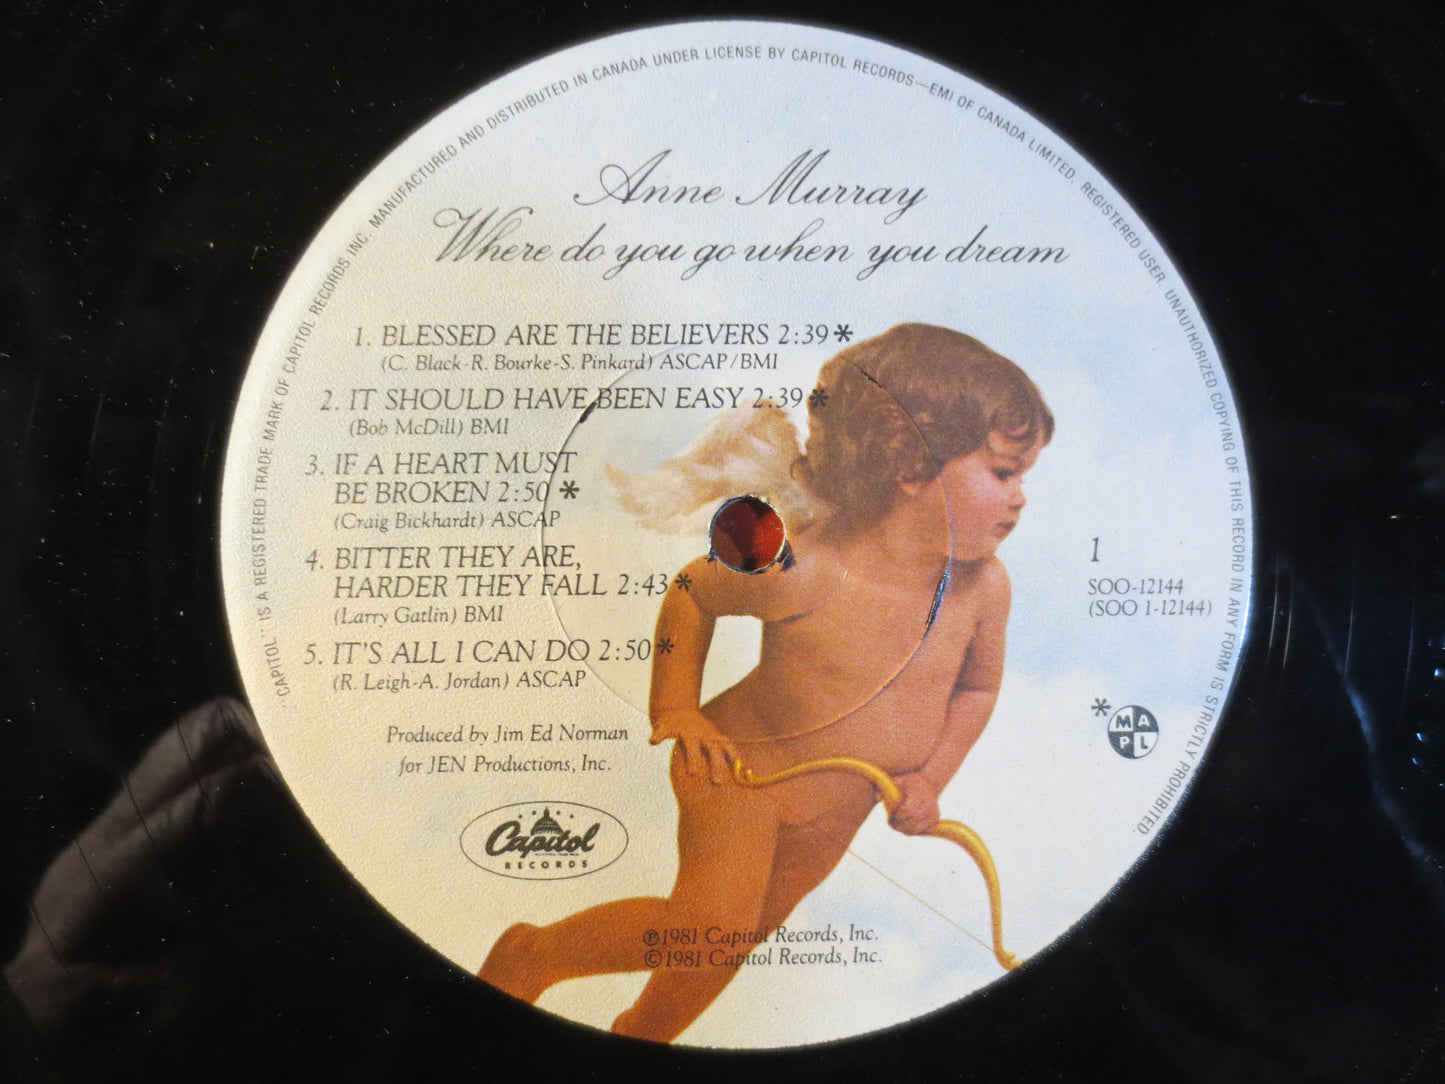 "CAPITOL" IS A REGISTERED TRADE MARK OF CAPITOL RECORDS INC. MANUFACTURED AND DISTRIBUTED IN CANADA UNDER LICENSE BY CAPITOL RECORDS—EMI OF CANADA LIMITED. REGISTERED USER. UNAUTHORIZED COPYING OF THIS RECORD IN ANY FORM IS STRICTLY PROHIBITED.
Anne Murray
Where do you go when you dream
1. BLESSED ARE THE BELIEVERS 2:39 *
(C. Black-R. Bourke-S. Pinkard) ASCAP/BMI
2. IT SHOULD HAVE BEEN EASY 2:39 *
(Bob McDill) BMI
3. IF A HEART MUST
BE BROKEN 2:50 *
(Craig Bickhardt) ASCAP
4. BITTER THEY ARE,
HARDER THEY FALL 2:43 *
(Larry Gatlin) BMI
5. IT'S ALL I CAN DO 2:50 *
(R. Leigh-A. Jordan) ASCAP
Produced by Jim Ed Norman
for JEN Productions, Inc.
Capitol
RECORDS
1
SOO-12144
(SOO 1-12144)
* M A
P L
℗1981 Capitol Records, Inc.
©1981 Capitol Records, Inc.